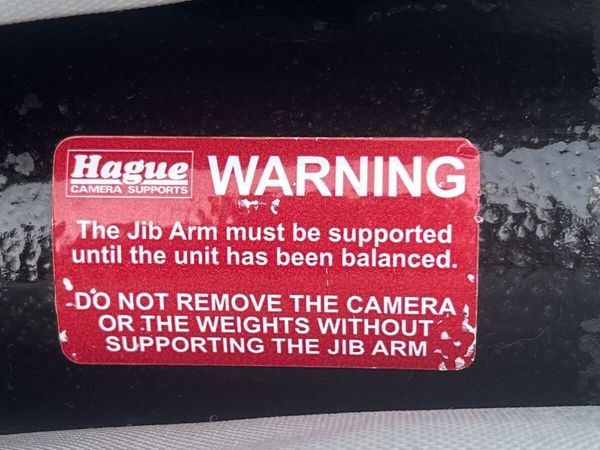 Hague
CAMERA SUPPORTS
WARNING
The Jib Arm must be supported
until the unit has been balanced.
DO NOT REMOVE THE CAMERA
OR THE WEIGHTS WITHOUT
SUPPORTING THE JIB ARM